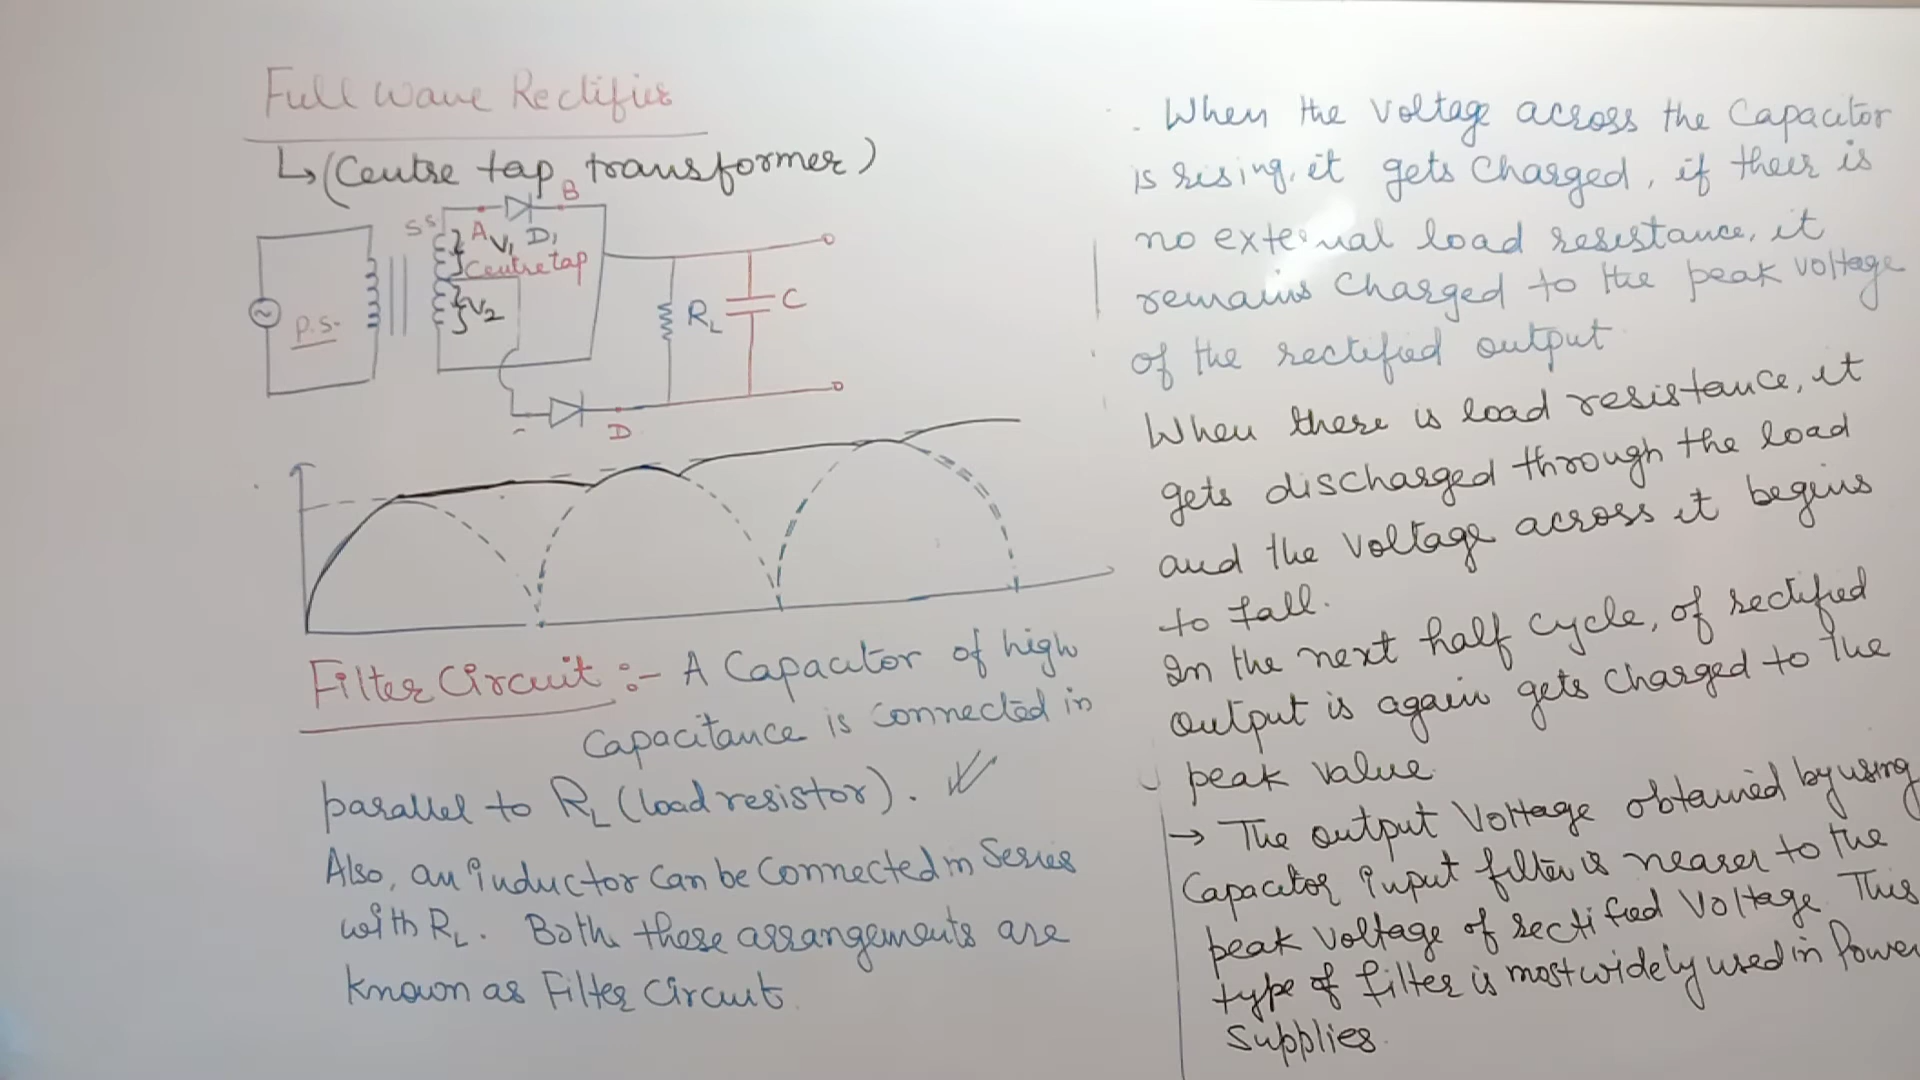 Full Wave Rectifier
↳ (Centre tap transformer)
B
S
S
A
V1
D1
Centre tap
V2
P.S.
RL
C
D
Filter Circuit :- A Capacitor of high
Capacitance is connected in
parallel to RL (load resistor).
Also, an inductor can be connected in Series
with RL. Both these arrangements are
known as Filter Circuit
. When the voltage across the Capacitor
is rising, it gets charged, if their is
no external load resistance, it
remains charged to the peak voltage
of the rectified output
When there is load resistance, it
gets discharged through the load
and the voltage across it begins
to fall.
In the next half cycle, of rectified
output is again gets charged to the
peak value
→ The output Voltage obtained by using
Capacitor input filter is nearer to the
peak voltage of rectified Voltage. This
type of filter is most widely used in Power
Supplies.